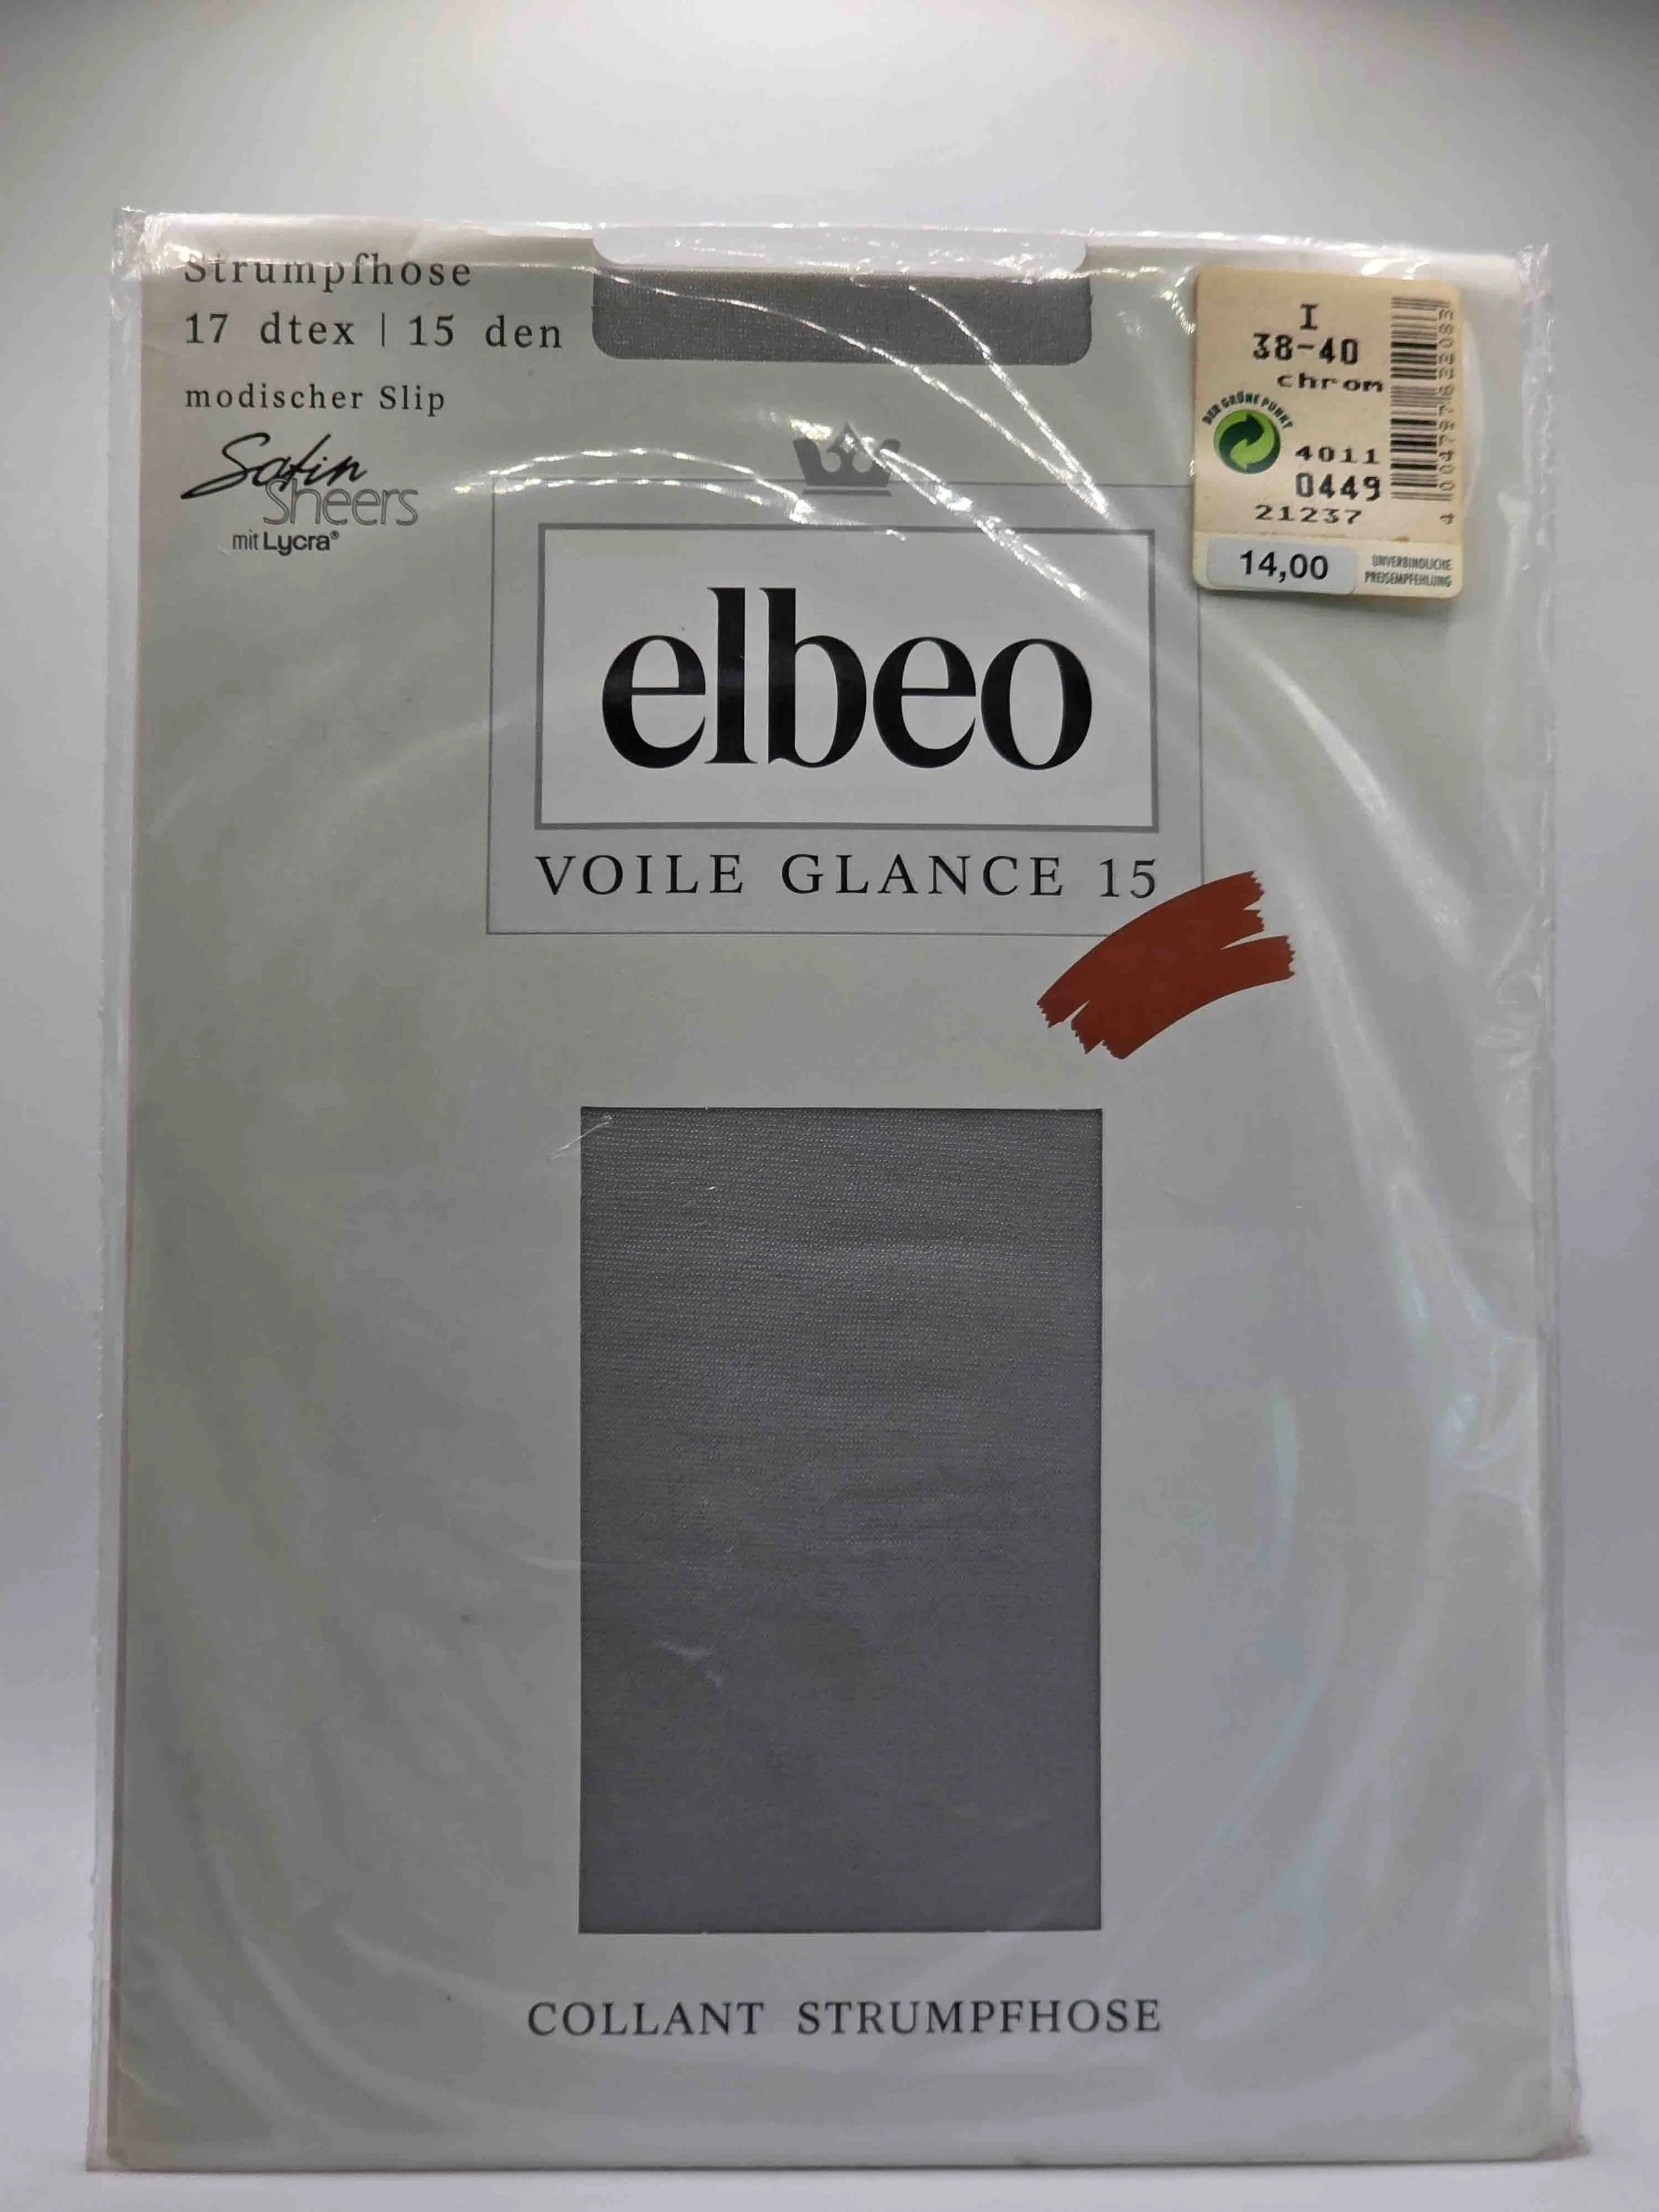 Strumpfhose
17 dtex | 15 den
modischer Slip
Satin
Sheers
mit Lycra®
I
38-40
chrom
DER GRÜNE PUNKT
4011
0449
21237
14,00
UNVERBINDLICHE
PREISEMPFEHLUNG
elbeo
VOILE GLANCE 15
COLLANT STRUMPFHOSE